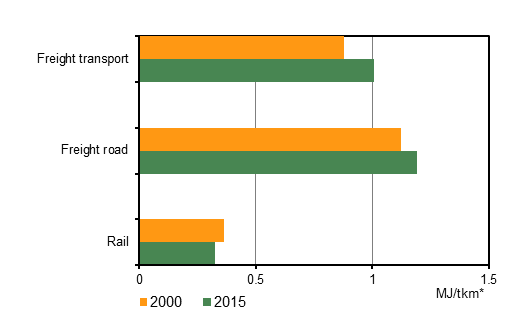 Freight transport
Freight road
Rail
0 0.5 1 1.5
MJ/tkm*
2000 2015